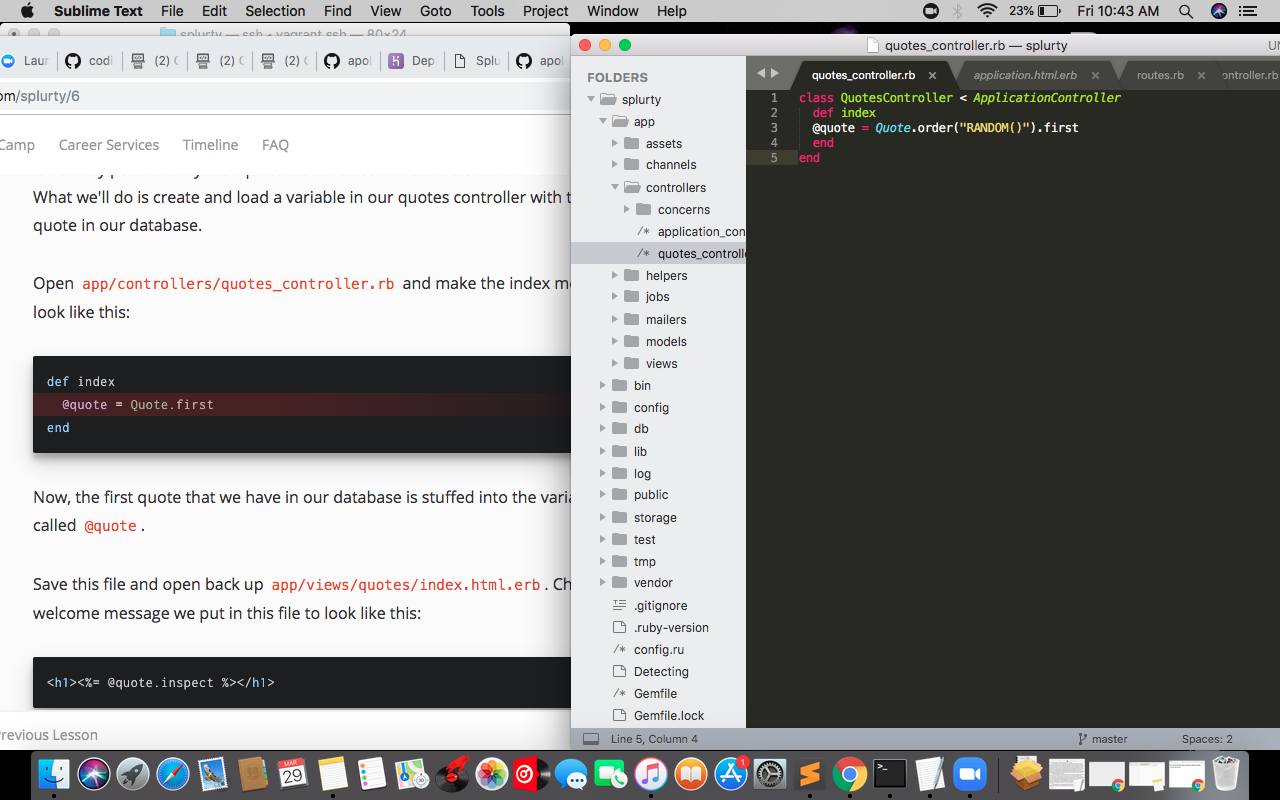 Sublime Text File Edit Selection Find View Goto Tools Project Window Help 23% Fri 10:43 AM
splurty — ssh - vagrant ssh — 80×24
Laun codi (2) C (2) C (2) C apol Dep Splu apol
om/splurty/6
Camp Career Services Timeline FAQ
What we'll do is create and load a variable in our quotes controller with t
quote in our database.
Open app/controllers/quotes_controller.rb and make the index me
look like this:
def index
@quote = Quote.first
end
Now, the first quote that we have in our database is stuffed into the varia
called @quote.
Save this file and open back up app/views/quotes/index.html.erb. Ch
welcome message we put in this file to look like this:
<h1><%= @quote.inspect %></h1>
revious Lesson
quotes_controller.rb — splurty UN
FOLDERS
splurty
app
assets
channels
controllers
concerns
/* application_con
/* quotes_controlle
helpers
jobs
mailers
models
views
bin
config
db
lib
log
public
storage
test
tmp
vendor
.gitignore
.ruby-version
/* config.ru
Detecting
/* Gemfile
Gemfile.lock
quotes_controller.rb × application.html.erb × routes.rb × ontroller.rb
1 class QuotesController < ApplicationController
2 def index
3 @quote = Quote.order("RANDOM()").first
4 end
5 end
Line 5, Column 4 master Spaces: 2
MAR
29
1